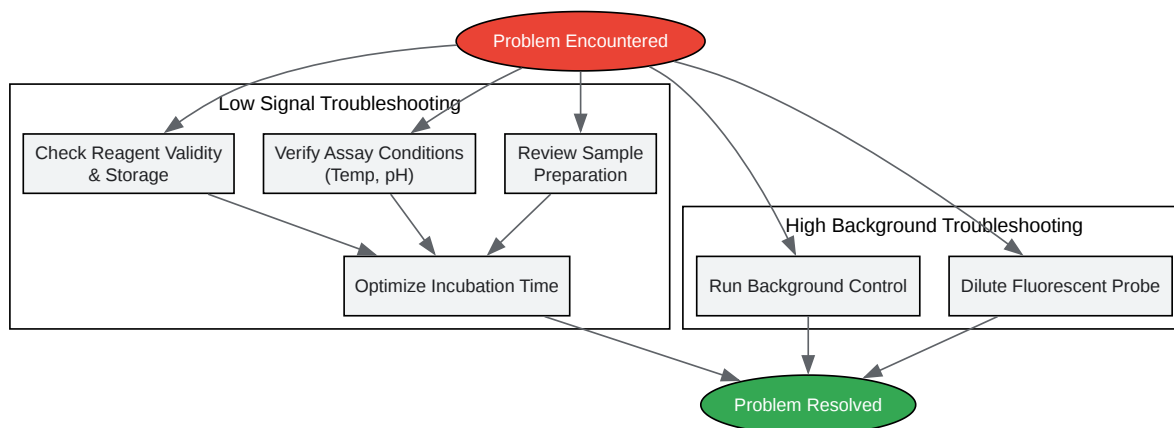 Problem Encountered
Low Signal Troubleshooting
Check Reagent Validity
& Storage
Verify Assay Conditions
(Temp, pH)
Review Sample
Preparation
Optimize Incubation Time
High Background Troubleshooting
Run Background Control
Dilute Fluorescent Probe
Problem Resolved